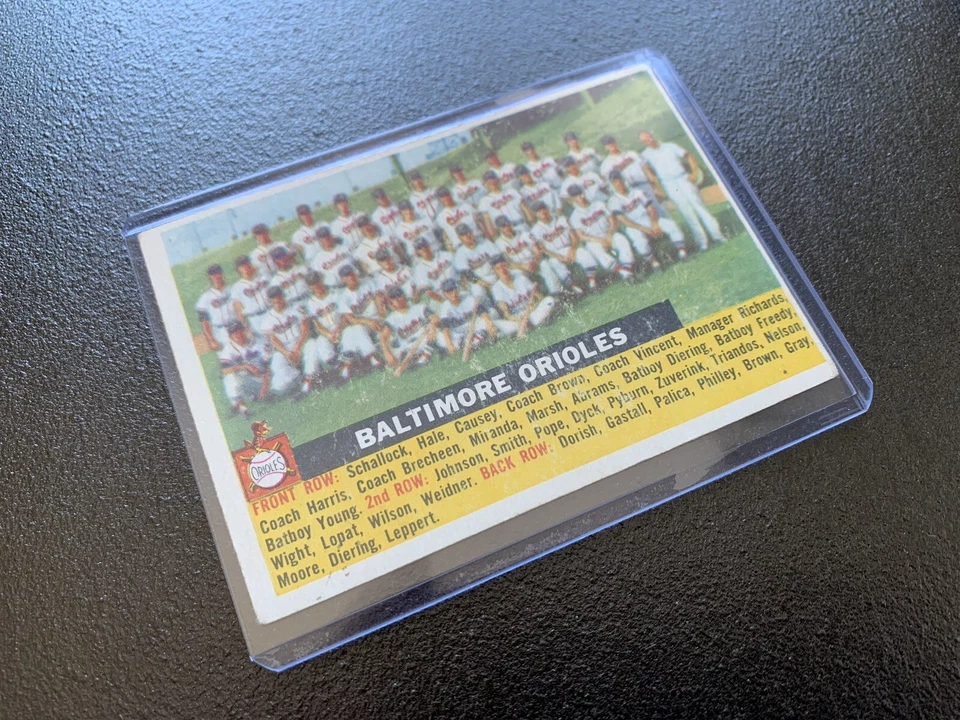 BALTIMORE ORIOLES
ORIOLES
FRONT ROW: Schallock, Hale, Causey, Coach Brown, Coach Vincent, Manager Richards,
Coach Harris, Coach Brecheen, Miranda, Marsh, Abrams, Batboy Diering, Batboy Freedy,
Batboy Young. 2nd ROW: Johnson, Smith, Pope, Dyck, Pyburn, Zuverink, Triandos, Nelson,
Wight, Lopat, Wilson, Weidner. BACK ROW: Dorish, Gastall, Palica, Philley, Brown, Gray,
Moore, Diering, Leppert.